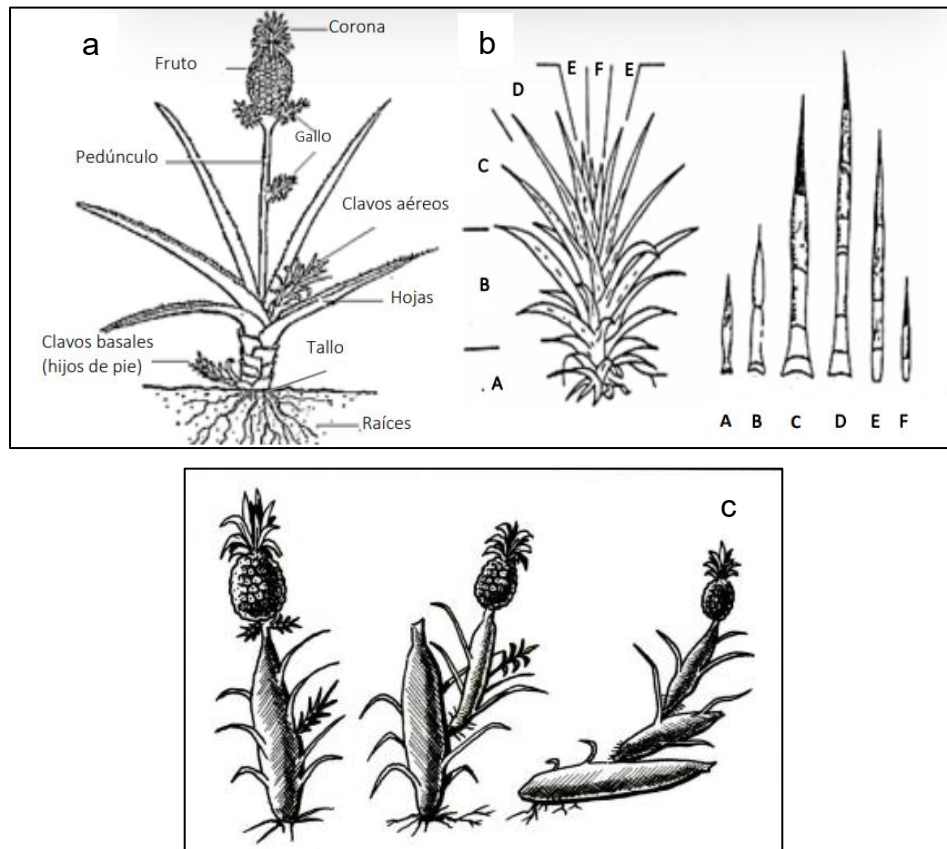 a
Corona
Fruto
Gallo
Pedúnculo
Clavos aéreos
Hojas
Clavos basales
(hijos de pie)
Tallo
Raíces
b
E F E
D
C
B
A
A B C D E F
c